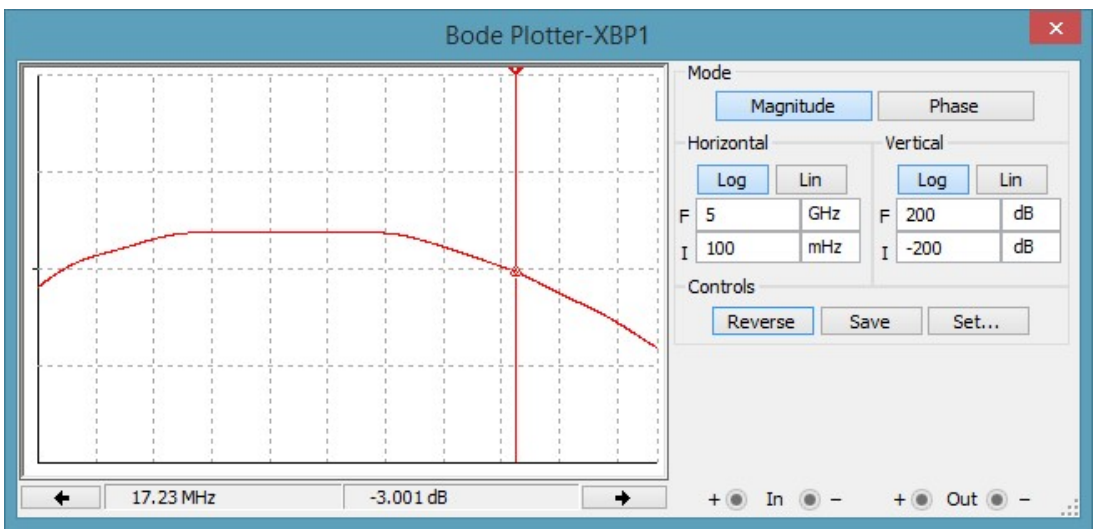 Bode Plotter-XBP1
×
Mode
Magnitude Phase
Horizontal Vertical
Log Lin Log Lin
F 5 GHz F 200 dB
I 100 mHz I -200 dB
Controls
Reverse Save Set...
17.23 MHz -3.001 dB
+ In - + Out -